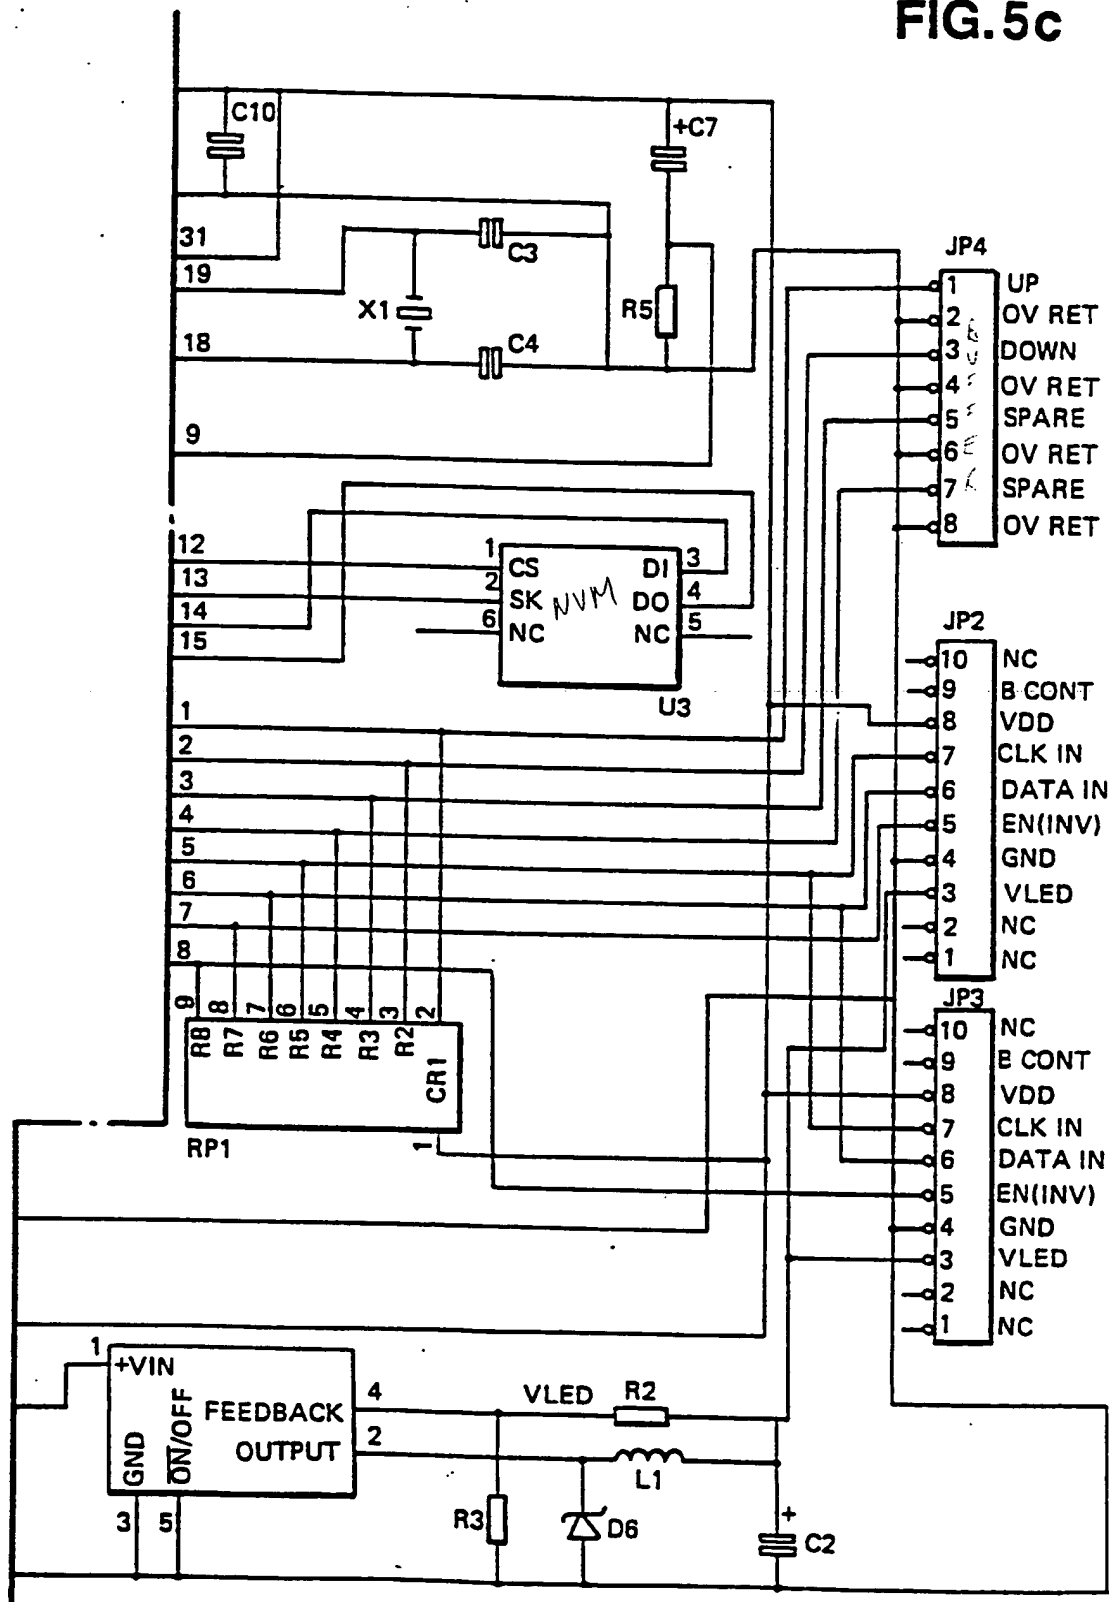 FIG. 5c
C10
+C7
31
C3
19
X1
R5
18
C4
9
JP4
1 UP
2 OV RET
3 DOWN
4 OV RET
5 SPARE
6 OV RET
7 SPARE
8 OV RET
12
13
14
15
1 CS DI 3
2 SK NVM DO 4
6 NC NC 5
U3
JP2
10 NC
9 B CONT
8 VDD
7 CLK IN
6 DATA IN
5 EN(INV)
4 GND
3 VLED
2 NC
1 NC
1
2
3
4
5
6
7
8
9 8 7 6 5 4 3 2
R8 R7 R6 R5 R4 R3 R2 CR1
RP1
1
JP3
10 NC
9 B CONT
8 VDD
7 CLK IN
6 DATA IN
5 EN(INV)
4 GND
3 VLED
2 NC
1 NC
1
+VIN
FEEDBACK 4
OUTPUT 2
GND
ON/OFF
3 5
VLED R2
L1
R3
D6
+
C2